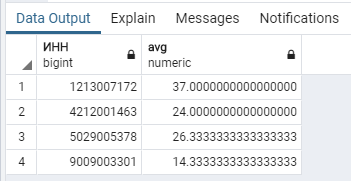 Data Output Explain Messages Notifications
ИНН avg
bigint numeric
1 1213007172 37.0000000000000000
2 4212001463 24.0000000000000000
3 5029005378 26.3333333333333333
4 9009003301 14.3333333333333333